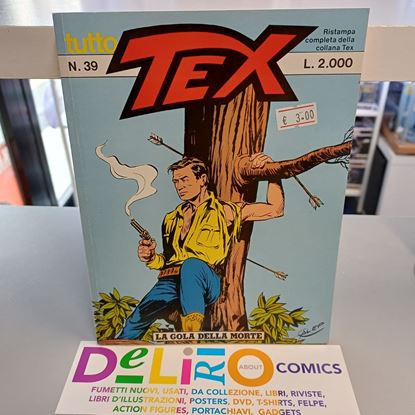 tutto
TEX
N. 39
Ristampa
completa della
collana Tex
L. 2.000
€ 3-00
LA GOLA DELLA MORTE
GALEP
DELIRIO ABOUT COMICS
FUMETTI NUOVI, USATI, DA COLLEZIONE, LIBRI, RIVISTE,
LIBRI D'ILLUSTRAZIONI, POSTERS, DVD, T-SHIRTS, FELPE,
ACTION FIGURES, PORTACHIAVI, GADGETS